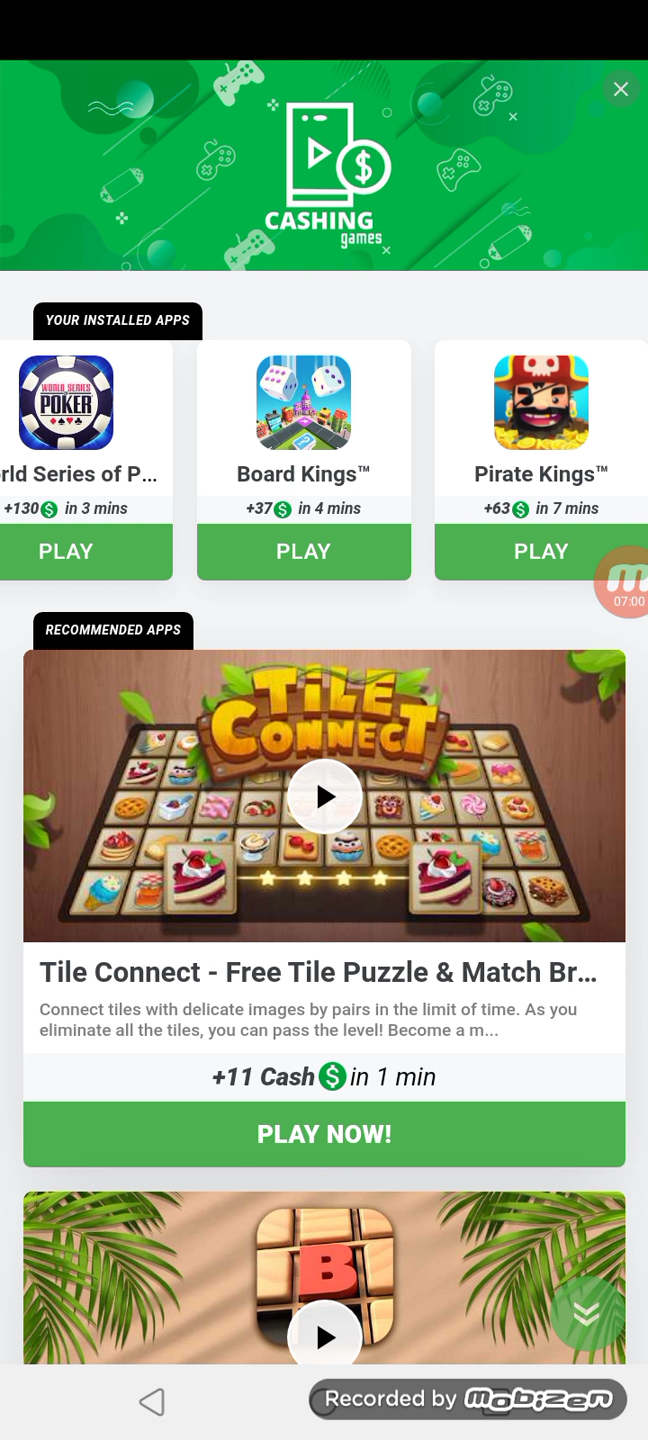 CASHING
games
YOUR INSTALLED APPS
WORLD SERIES
POKER
rld Series of P...
+130 $ in 3 mins
PLAY
Board Kings™
+37 $ in 4 mins
PLAY
Pirate Kings™
+63 $ in 7 mins
PLAY
07:00
RECOMMENDED APPS
TILE
CONNECT
Tile Connect - Free Tile Puzzle & Match Br...
Connect tiles with delicate images by pairs in the limit of time. As you
eliminate all the tiles, you can pass the level! Become a m...
+11 Cash $ in 1 min
PLAY NOW!
B
Recorded by mobizen